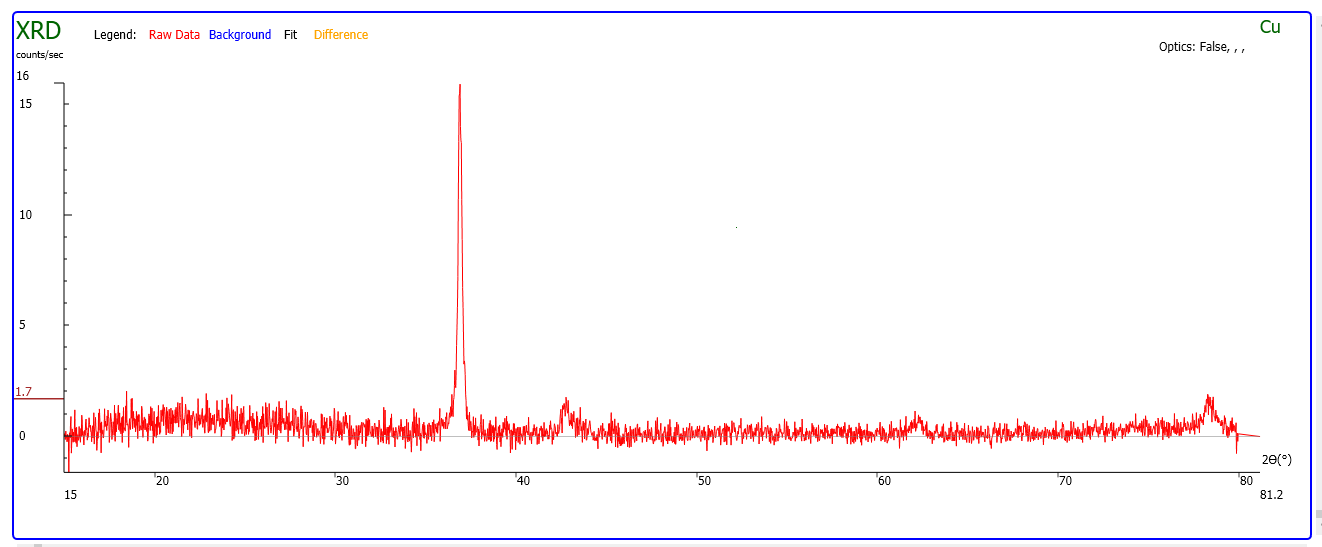 XRD
Legend: Raw Data Background Fit Difference
Cu
counts/sec
Optics: False, , ,
16
15
10
5
1.7
0
2Θ(°)
20 30 40 50 60 70 80
15 81.2